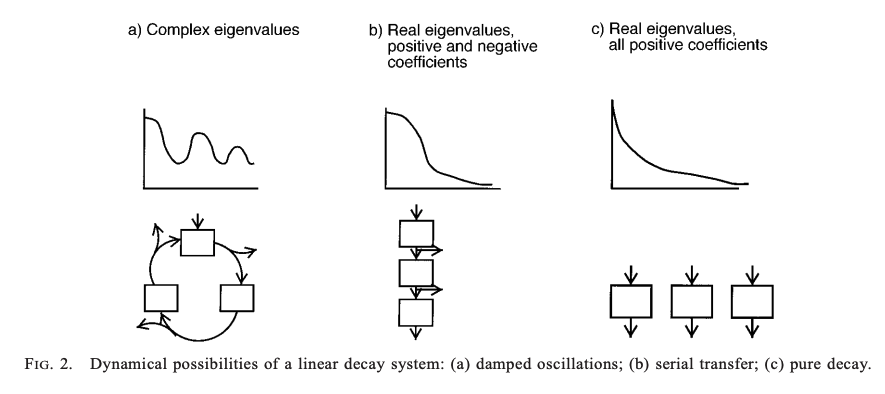 a) Complex eigenvalues
b) Real eigenvalues,
positive and negative
coefficients
c) Real eigenvalues,
all positive coefficients
FIG. 2. Dynamical possibilities of a linear decay system: (a) damped oscillations; (b) serial transfer; (c) pure decay.